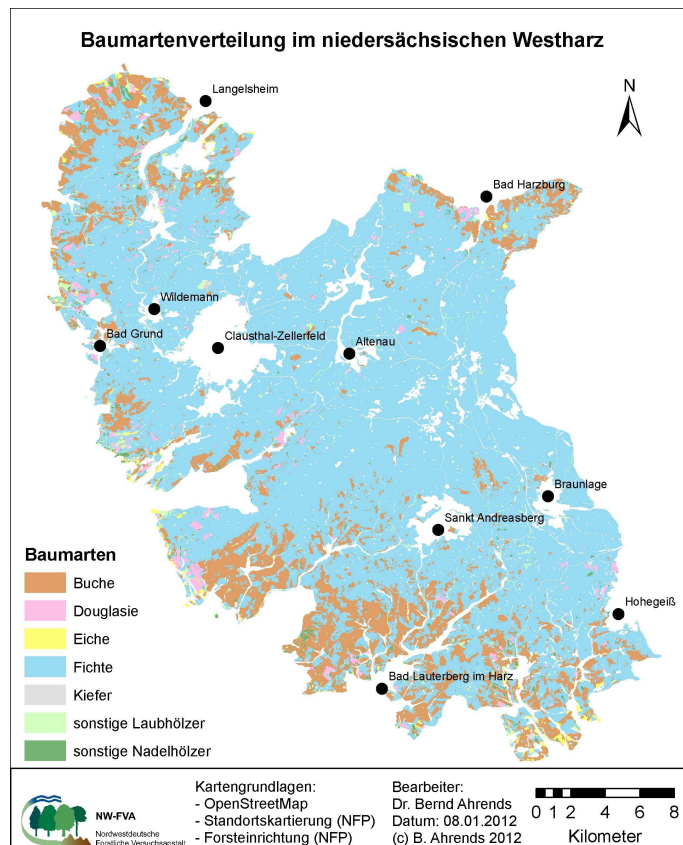 Baumartenverteilung im niedersächsischen Westharz
Langelsheim
N
Bad Harzburg
Wildemann
Bad Grund
Clausthal-Zellerfeld
Altenau
Braunlage
Sankt Andreasberg
Hohegeiß
Bad Lauterberg im Harz
Baumarten
Buche
Douglasie
Eiche
Fichte
Kiefer
sonstige Laubhölzer
sonstige Nadelhölzer
NW-FVA
Nordwestdeutsche
Forstliche Versuchsanstalt
Kartengrundlagen:
- OpenStreetMap
- Standortskartierung (NFP)
- Forsteinrichtung (NFP)
Bearbeiter:
Dr. Bernd Ahrends
Datum: 08.01.2012
(c) B. Ahrends 2012
0 1 2 4 6 8
Kilometer